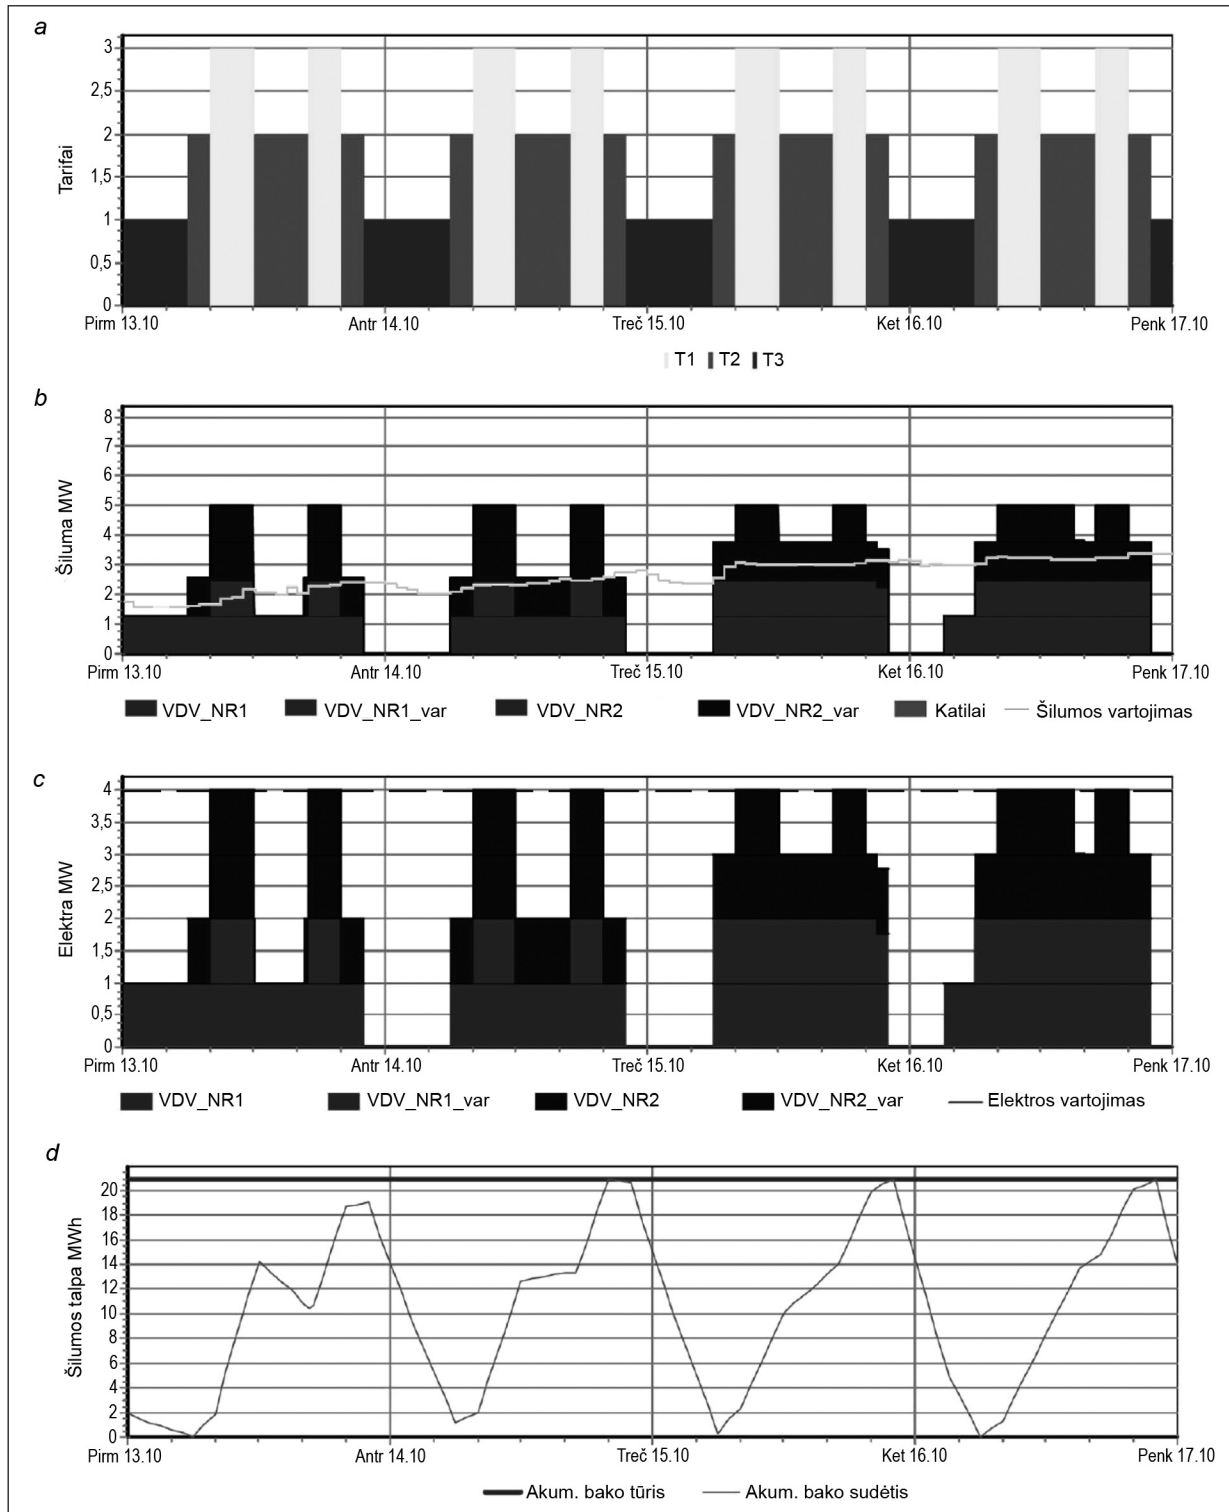 a
Tarifai
3
2,5
2
1,5
1
0,5
0
Pirm 13.10 Antr 14.10 Treč 15.10 Ket 16.10 Penk 17.10
T1 T2 T3
b
Šiluma MW
8
7
6
5
4
3
2
1
0
Pirm 13.10 Antr 14.10 Treč 15.10 Ket 16.10 Penk 17.10
VDV_NR1 VDV_NR1_var VDV_NR2 VDV_NR2_var Katilai Šilumos vartojimas
c
Elektra MW
4
3,5
3
2,5
2
1,5
1
0,5
0
Pirm 13.10 Antr 14.10 Treč 15.10 Ket 16.10 Penk 17.10
VDV_NR1 VDV_NR1_var VDV_NR2 VDV_NR2_var Elektros vartojimas
d
Šilumos talpa MWh
20
18
16
14
12
10
8
6
4
2
0
Pirm 13.10 Antr 14.10 Treč 15.10 Ket 16.10 Penk 17.10
Akum. bako tūris Akum. bako sudėtis